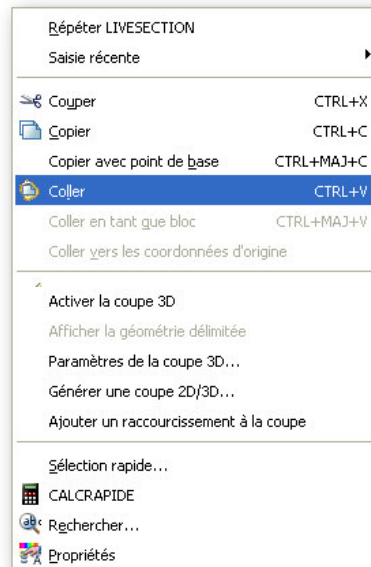 Répéter LIVESECTION
Saisie récente
Couper CTRL+X
Copier CTRL+C
Copier avec point de base CTRL+MAJ+C
Coller CTRL+V
Coller en tant que bloc CTRL+MAJ+V
Coller vers les coordonnées d'origine
Activer la coupe 3D
Afficher la géométrie délimitée
Paramètres de la coupe 3D...
Générer une coupe 2D/3D...
Ajouter un raccourcissement à la coupe
Sélection rapide...
CALCRAPIDE
Rechercher...
Propriétés